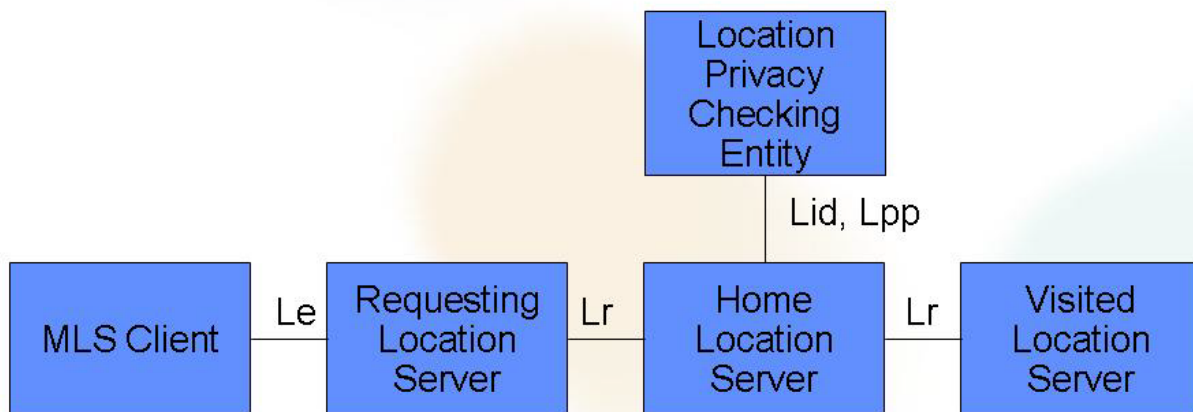 Location
Privacy
Checking
Entity
Lid, Lpp
MLS Client
Le
Requesting
Location
Server
Lr
Home
Location
Server
Lr
Visited
Location
Server